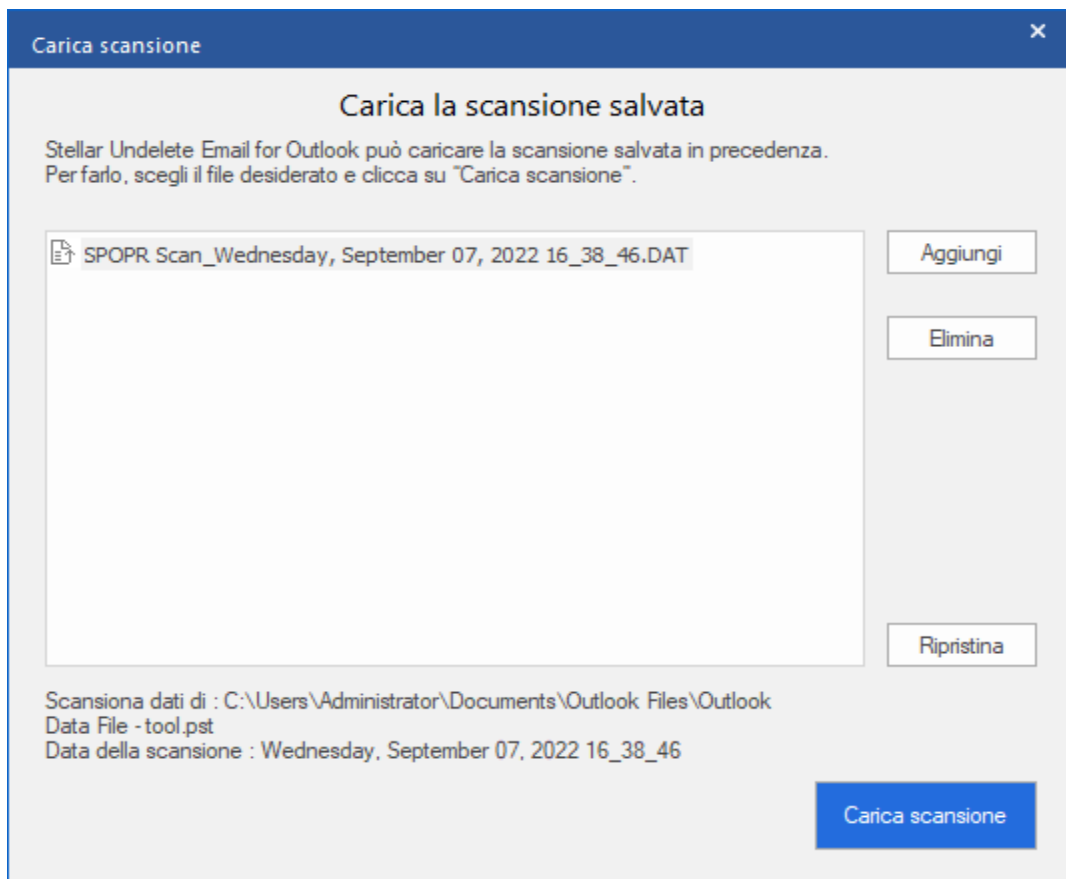 Carica scansione
Carica la scansione salvata
Stellar Undelete Email for Outlook può caricare la scansione salvata in precedenza.
Per farlo, scegli il file desiderato e clicca su "Carica scansione".
SPOPR Scan_Wednesday, September 07, 2022 16_38_46.DAT
Aggiungi
Elimina
Ripristina
Scansiona dati di : C:\Users\Administrator\Documents\Outlook Files\Outlook
Data File - tool.pst
Data della scansione : Wednesday, September 07, 2022 16_38_46
Carica scansione